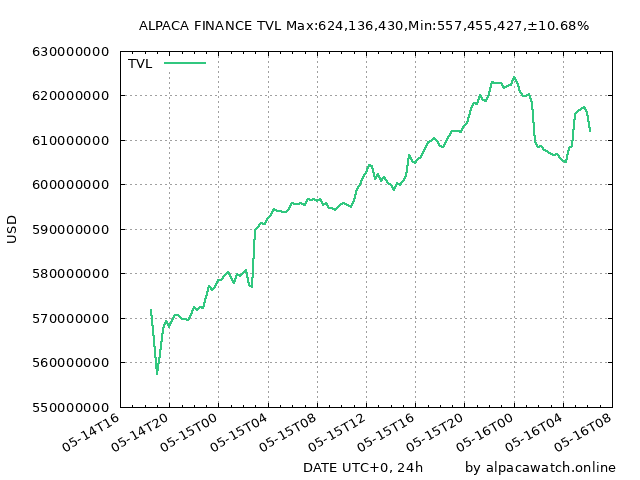 ALPACA FINANCE TVL Max:624,136,430,Min:557,455,427,±10.68%
630000000
TVL
620000000
610000000
600000000
590000000
USD
580000000
570000000
560000000
550000000
05-14T16
05-14T20
05-15T00
05-15T04
05-15T08
05-15T12
05-15T16
05-15T20
05-16T00
05-16T04
05-16T08
DATE UTC+0, 24h
by alpacawatch.online